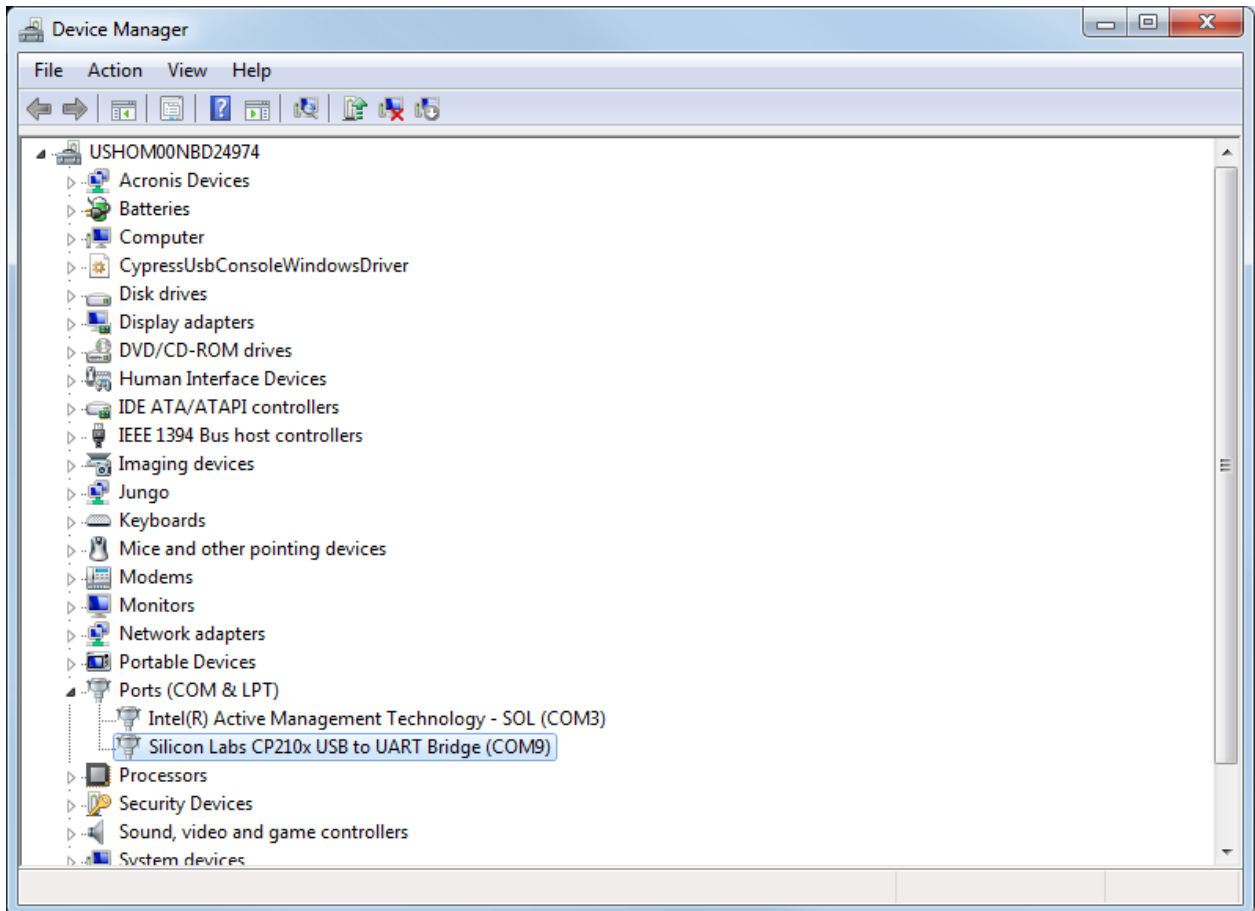 Device Manager
File Action View Help
USHOM00NBD24974
Acronis Devices
Batteries
Computer
CypressUsbConsoleWindowsDriver
Disk drives
Display adapters
DVD/CD-ROM drives
Human Interface Devices
IDE ATA/ATAPI controllers
IEEE 1394 Bus host controllers
Imaging devices
Jungo
Keyboards
Mice and other pointing devices
Modems
Monitors
Network adapters
Portable Devices
Ports (COM & LPT)
Intel(R) Active Management Technology - SOL (COM3)
Silicon Labs CP210x USB to UART Bridge (COM9)
Processors
Security Devices
Sound, video and game controllers
System devices